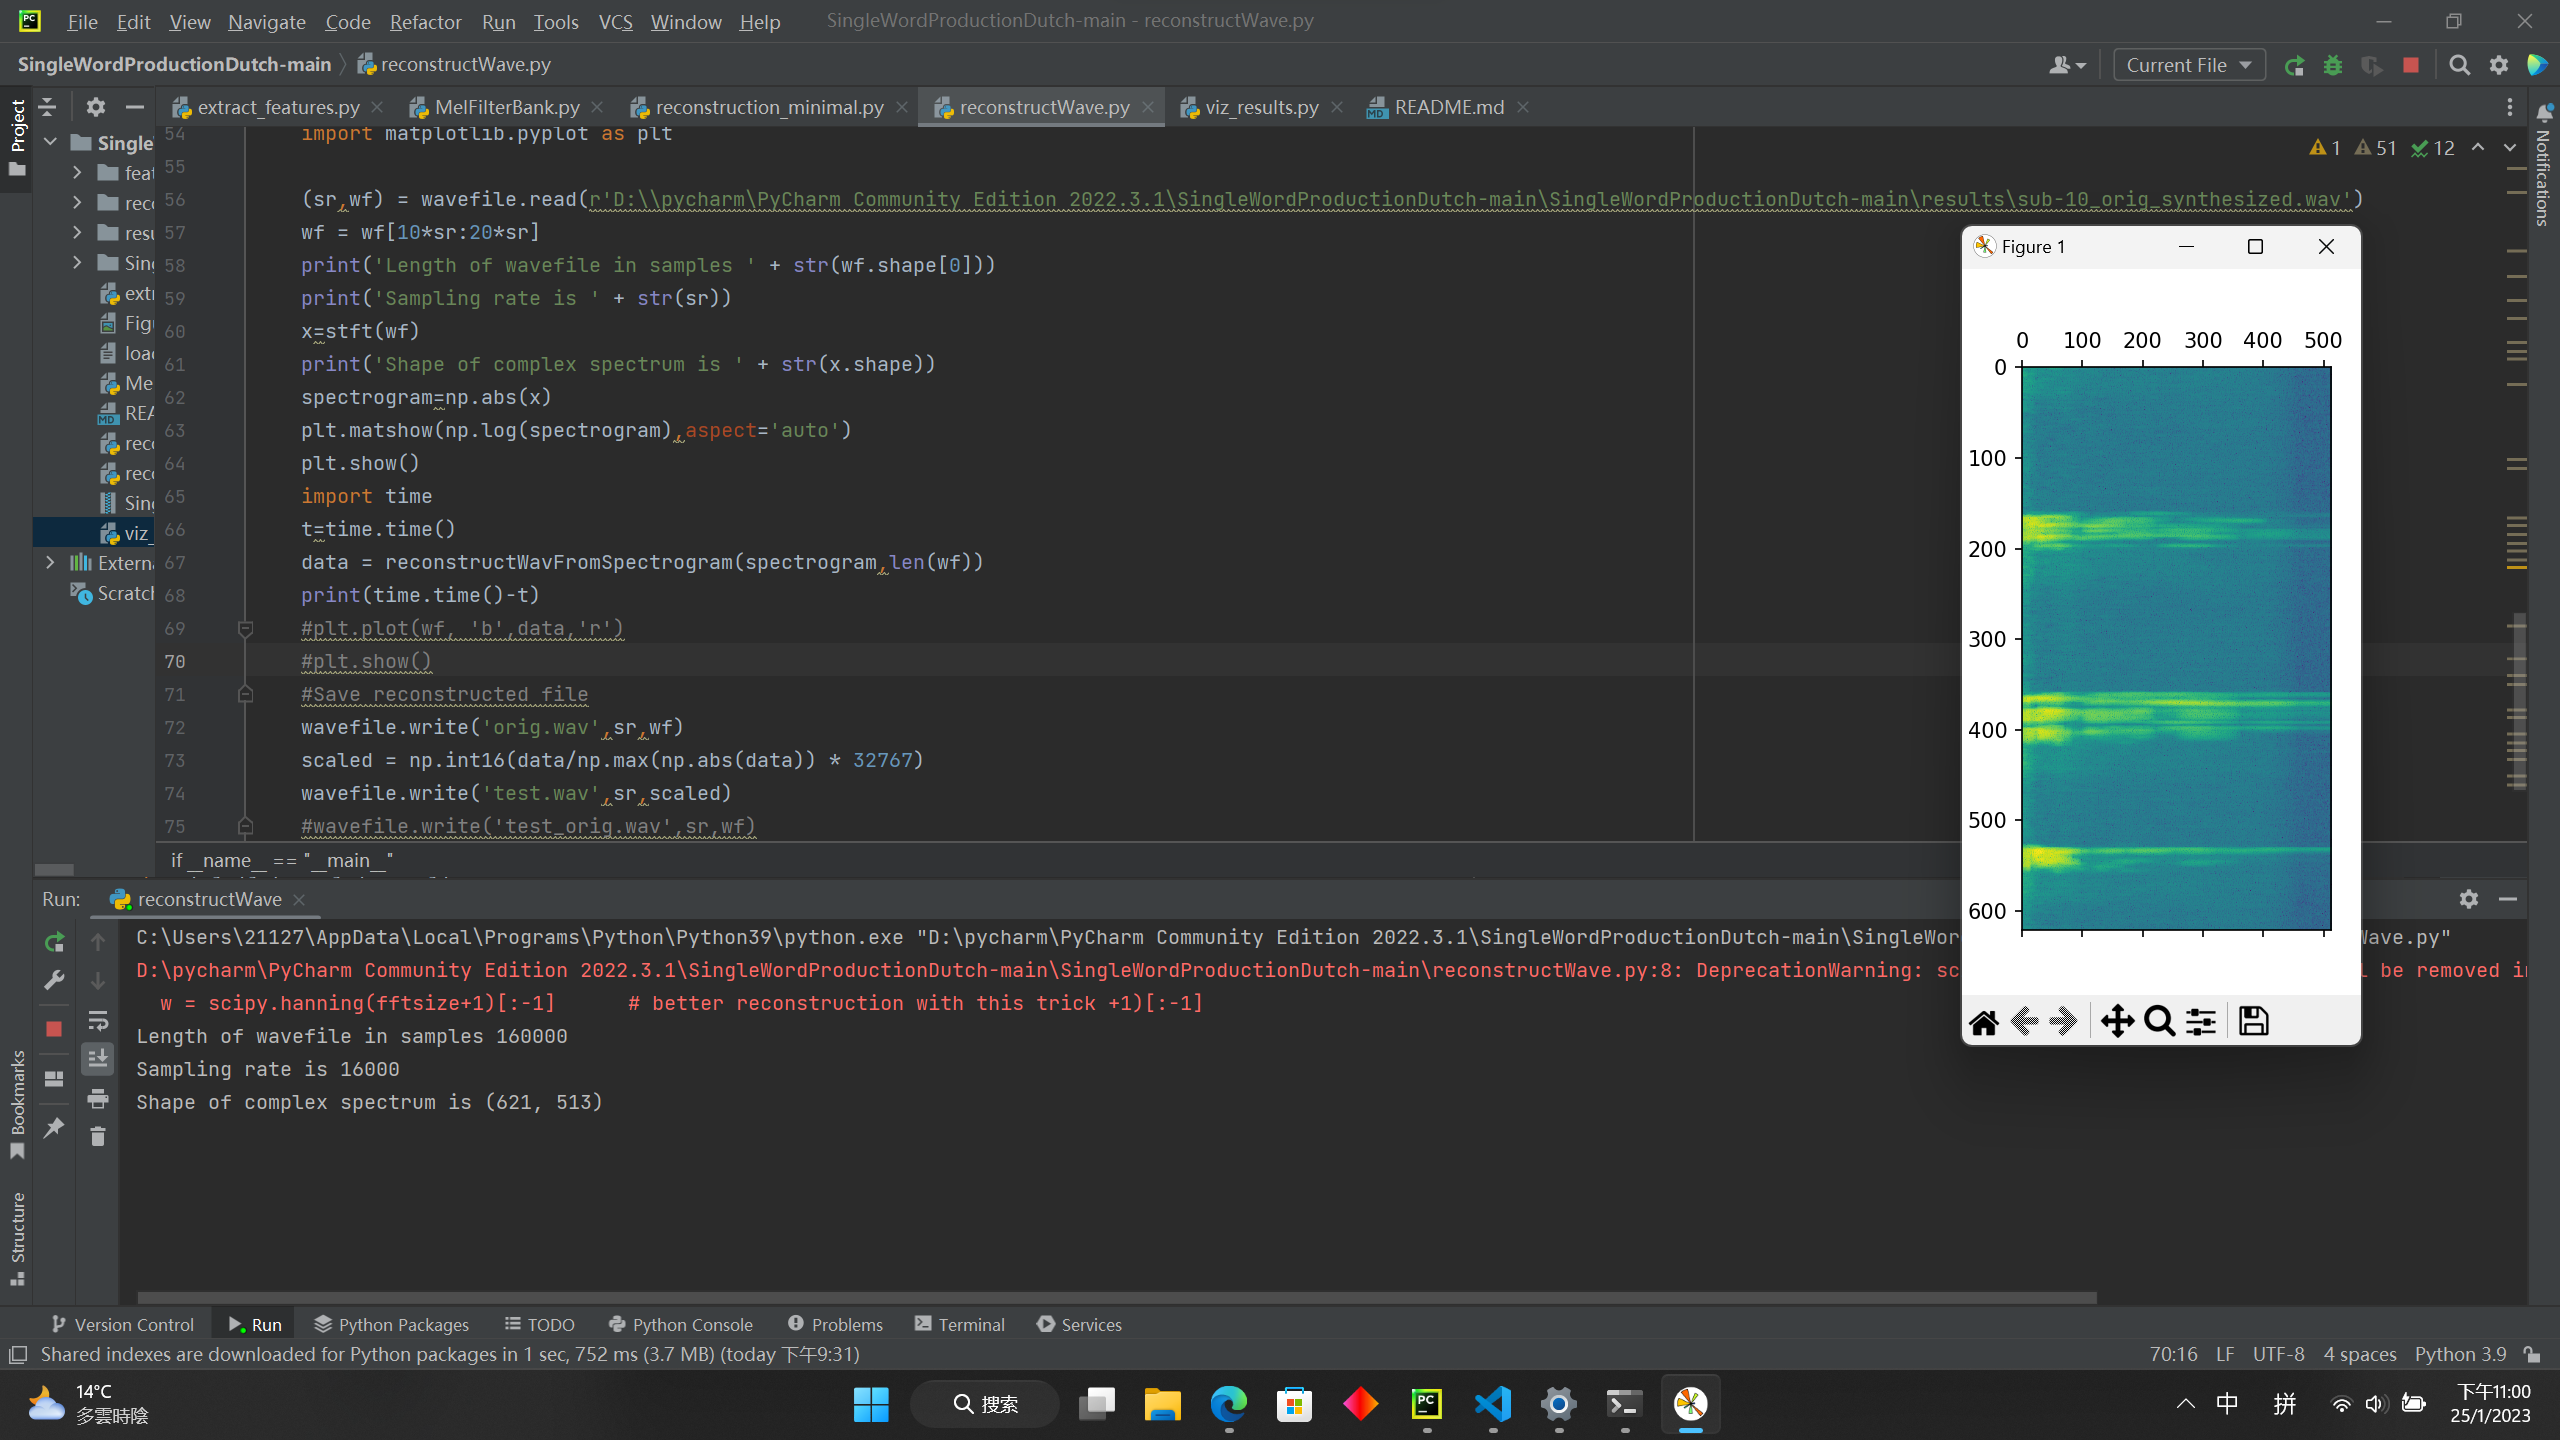 File Edit View Navigate Code Refactor Run Tools VCS Window Help SingleWordProductionDutch-main - reconstructWave.py
SingleWordProductionDutch-main reconstructWave.py Current File
Project
extract_features.py MelFilterBank.py reconstruction_minimal.py reconstructWave.py viz_results.py README.md
Single
feat
reco
resu
Sing
extr
Figu
load
Me
REA
reco
reco
Sing
viz_
Externa
Scratch
54 import matplotlib.pyplot as plt
55
56 (sr,wf) = wavefile.read(r'D:\\pycharm\PyCharm Community Edition 2022.3.1\SingleWordProductionDutch-main\SingleWordProductionDutch-main\results\sub-10_orig_synthesized.wav')
57 wf = wf[10*sr:20*sr]
58 print('Length of wavefile in samples ' + str(wf.shape[0]))
59 print('Sampling rate is ' + str(sr))
60 x=stft(wf)
61 print('Shape of complex spectrum is ' + str(x.shape))
62 spectrogram=np.abs(x)
63 plt.matshow(np.log(spectrogram),aspect='auto')
64 plt.show()
65 import time
66 t=time.time()
67 data = reconstructWavFromSpectrogram(spectrogram,len(wf))
68 print(time.time()-t)
69 #plt.plot(wf, 'b',data,'r')
70 #plt.show()
71 #Save reconstructed file
72 wavefile.write('orig.wav',sr,wf)
73 scaled = np.int16(data/np.max(np.abs(data)) * 32767)
74 wavefile.write('test.wav',sr,scaled)
75 #wavefile.write('test_orig.wav',sr,wf)
if __name__ == "__main__"
1 51 12
Notifications
Figure 1
0 100 200 300 400 500
0
100
200
300
400
500
600
Run: reconstructWave
C:\Users\21127\AppData\Local\Programs\Python\Python39\python.exe "D:\pycharm\PyCharm Community Edition 2022.3.1\SingleWordProductionDutch-main\SingleWor Wave.py"
D:\pycharm\PyCharm Community Edition 2022.3.1\SingleWordProductionDutch-main\SingleWordProductionDutch-main\reconstructWave.py:8: DeprecationWarning: sc l be removed in
w = scipy.hanning(fftsize+1)[:-1] # better reconstruction with this trick +1)[:-1]
Length of wavefile in samples 160000
Sampling rate is 16000
Shape of complex spectrum is (621, 513)
Bookmarks
Structure
Version Control Run Python Packages TODO Python Console Problems Terminal Services
Shared indexes are downloaded for Python packages in 1 sec, 752 ms (3.7 MB) (today 下午9:31) 70:16 LF UTF-8 4 spaces Python 3.9
14°C
多雲時陰
搜索
中 拼
下午11:00
25/1/2023